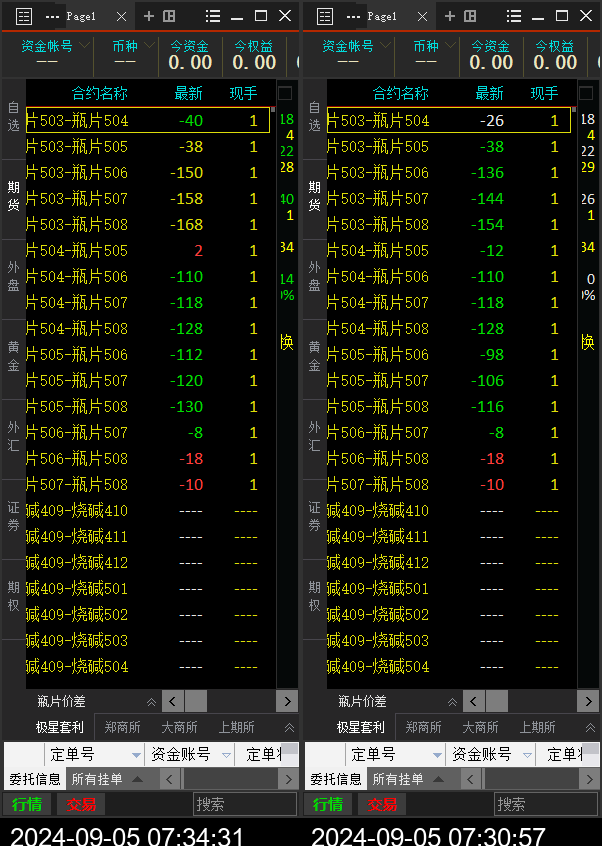 Page1
资金帐号 币种 今资金 今权益
—— —— 0.00 0.00
自选
期货
外盘
黄金
外汇
证券
期权
合约名称 最新 现手
片503-瓶片504 -40 1
片503-瓶片505 -38 1
片503-瓶片506 -150 1
片503-瓶片507 -158 1
片503-瓶片508 -168 1
片504-瓶片505 2 1
片504-瓶片506 -110 1
片504-瓶片507 -118 1
片504-瓶片508 -128 1
片505-瓶片506 -112 1
片505-瓶片507 -120 1
片505-瓶片508 -130 1
片506-瓶片507 -8 1
片506-瓶片508 -18 1
片507-瓶片508 -10 1
碱409-烧碱410 ---- ----
碱409-烧碱411 ---- ----
碱409-烧碱412 ---- ----
碱409-烧碱501 ---- ----
碱409-烧碱502 ---- ----
碱409-烧碱503 ---- ----
碱409-烧碱504 ---- ----
18
4
22
28
40
1
34
14
0%
换
瓶片价差
极星套利 郑商所 大商所 上期所
定单号 资金账号 定单
委托信息 所有挂单
行情 交易 搜索
2024-09-05 07:34:31
Page1
资金帐号 币种 今资金 今权益
—— —— 0.00 0.00
自选
期货
外盘
黄金
外汇
证券
期权
合约名称 最新 现手
片503-瓶片504 -26 1
片503-瓶片505 -38 1
片503-瓶片506 -136 1
片503-瓶片507 -144 1
片503-瓶片508 -154 1
片504-瓶片505 -12 1
片504-瓶片506 -110 1
片504-瓶片507 -118 1
片504-瓶片508 -128 1
片505-瓶片506 -98 1
片505-瓶片507 -106 1
片505-瓶片508 -116 1
片506-瓶片507 -8 1
片506-瓶片508 -18 1
片507-瓶片508 -10 1
碱409-烧碱410 ---- ----
碱409-烧碱411 ---- ----
碱409-烧碱412 ---- ----
碱409-烧碱501 ---- ----
碱409-烧碱502 ---- ----
碱409-烧碱503 ---- ----
碱409-烧碱504 ---- ----
18
4
22
29
26
1
34
0
0%
换
瓶片价差
极星套利 郑商所 大商所 上期所
定单号 资金账号 定单
委托信息 所有挂单
行情 交易 搜索
2024-09-05 07:30:57